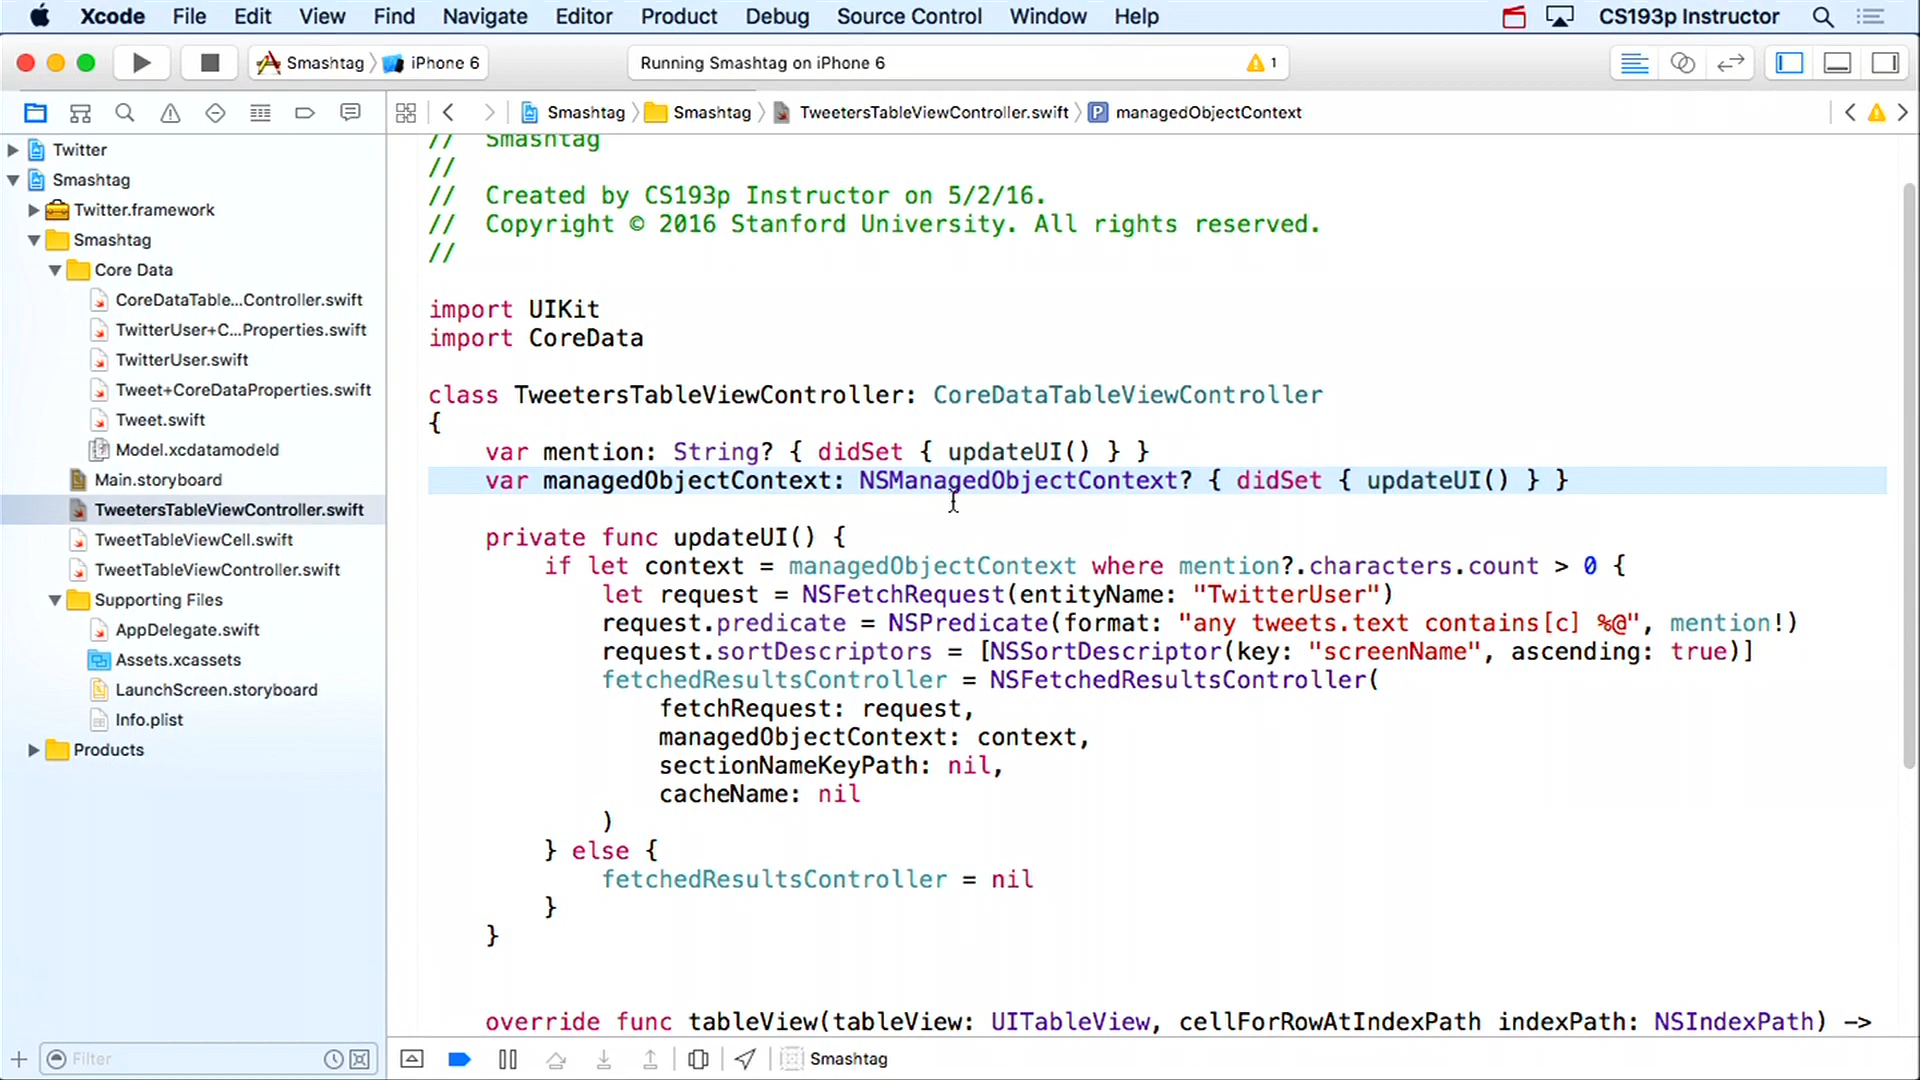 Xcode File Edit View Find Navigate Editor Product Debug Source Control Window Help CS193p Instructor
Smashtag iPhone 6 Running Smashtag on iPhone 6 1
Smashtag Smashtag TweetersTableViewController.swift managedObjectContext
Twitter
Smashtag
Twitter.framework
Smashtag
Core Data
CoreDataTable...Controller.swift
TwitterUser+C...Properties.swift
TwitterUser.swift
Tweet+CoreDataProperties.swift
Tweet.swift
Model.xcdatamodeld
Main.storyboard
TweetersTableViewController.swift
TweetTableViewCell.swift
TweetTableViewController.swift
Supporting Files
AppDelegate.swift
Assets.xcassets
LaunchScreen.storyboard
Info.plist
Products
Filter
// Smashtag
//
// Created by CS193p Instructor on 5/2/16.
// Copyright © 2016 Stanford University. All rights reserved.
//
import UIKit
import CoreData
class TweetersTableViewController: CoreDataTableViewController
{
var mention: String? { didSet { updateUI() } }
var managedObjectContext: NSManagedObjectContext? { didSet { updateUI() } }
private func updateUI() {
if let context = managedObjectContext where mention?.characters.count > 0 {
let request = NSFetchRequest(entityName: "TwitterUser")
request.predicate = NSPredicate(format: "any tweets.text contains[c] %@", mention!)
request.sortDescriptors = [NSSortDescriptor(key: "screenName", ascending: true)]
fetchedResultsController = NSFetchedResultsController(
fetchRequest: request,
managedObjectContext: context,
sectionNameKeyPath: nil,
cacheName: nil
)
} else {
fetchedResultsController = nil
}
}
override func tableView(tableView: UITableView, cellForRowAtIndexPath indexPath: NSIndexPath) ->
Smashtag